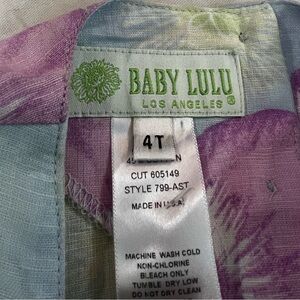 BABY LULU
LOS ANGELES ®
4T
CUT 605149
STYLE 799-AST
MADE IN U.S.A.
MACHINE WASH COLD
NON-CHLORINE
BLEACH ONLY
TUMBLE DRY LOW
DO NOT DRY CLEAN